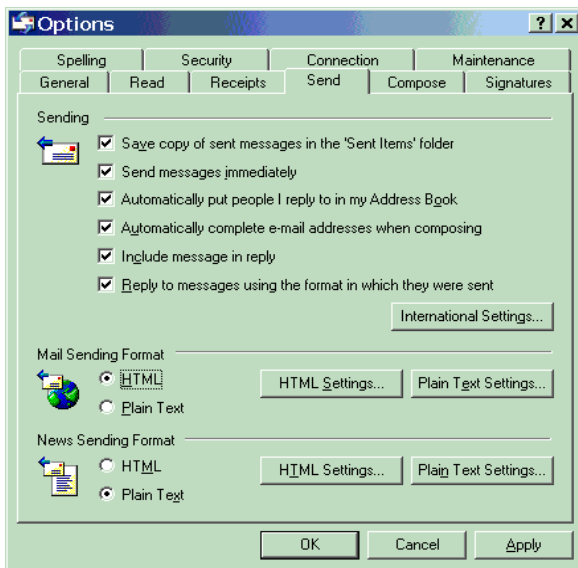 Options
Spelling Security Connection Maintenance
General Read Receipts Send Compose Signatures
Sending
Save copy of sent messages in the 'Sent Items' folder
Send messages immediately
Automatically put people I reply to in my Address Book
Automatically complete e-mail addresses when composing
Include message in reply
Reply to messages using the format in which they were sent
International Settings...
Mail Sending Format
HTML HTML Settings... Plain Text Settings...
Plain Text
News Sending Format
HTML HTML Settings... Plain Text Settings...
Plain Text
OK Cancel Apply